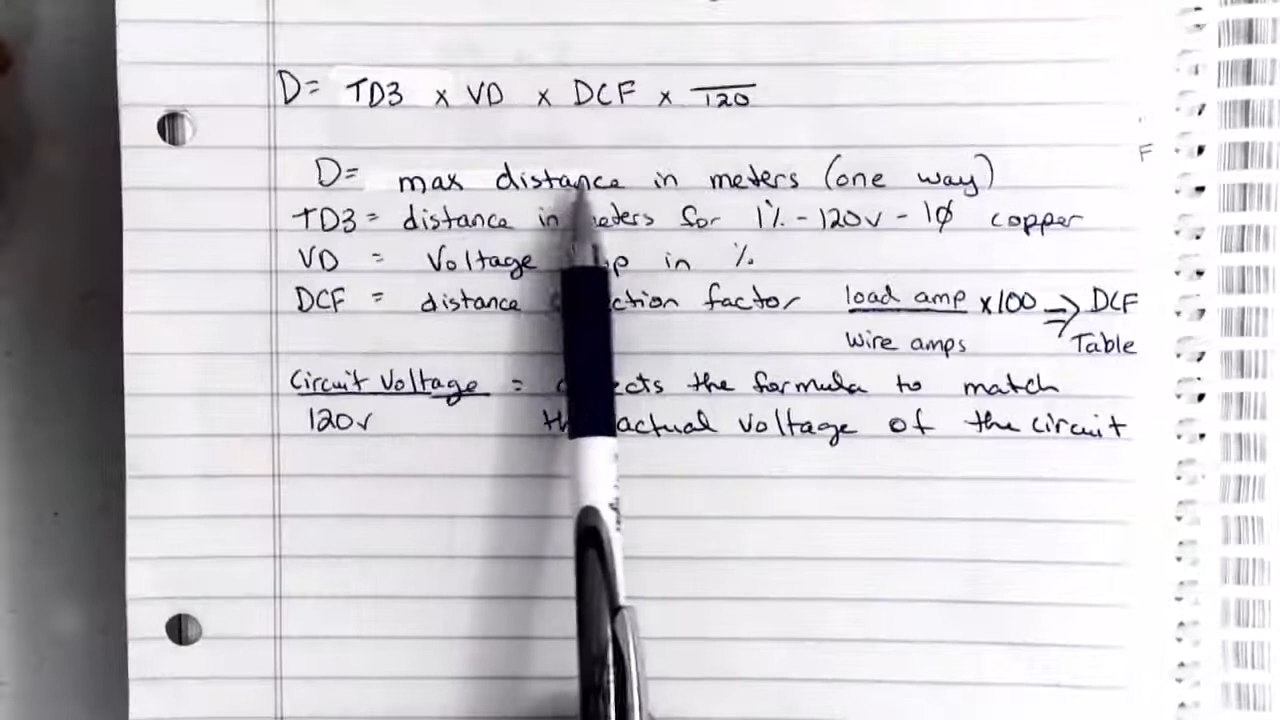 D= TD3 x VD x DCF x /120
D= max distance in meters (one way)
TD3 = distance in for 1% - 120v - 1ø copper
VD = Voltage in %
DCF = distance factor load amp / wire amps x100 => DCF Table
Circuit Voltage / 120v = the formula to match
actual voltage of the circuit
F